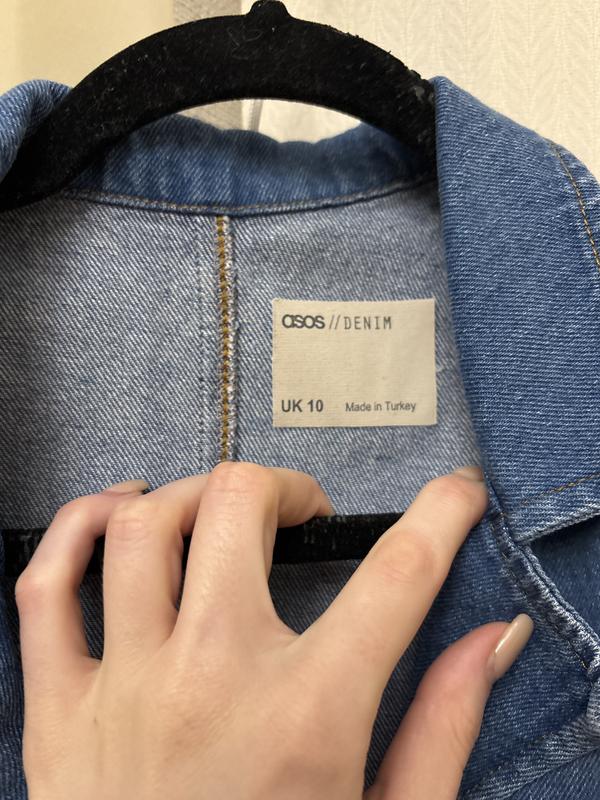 asos // DENIM
UK 10 Made in Turkey